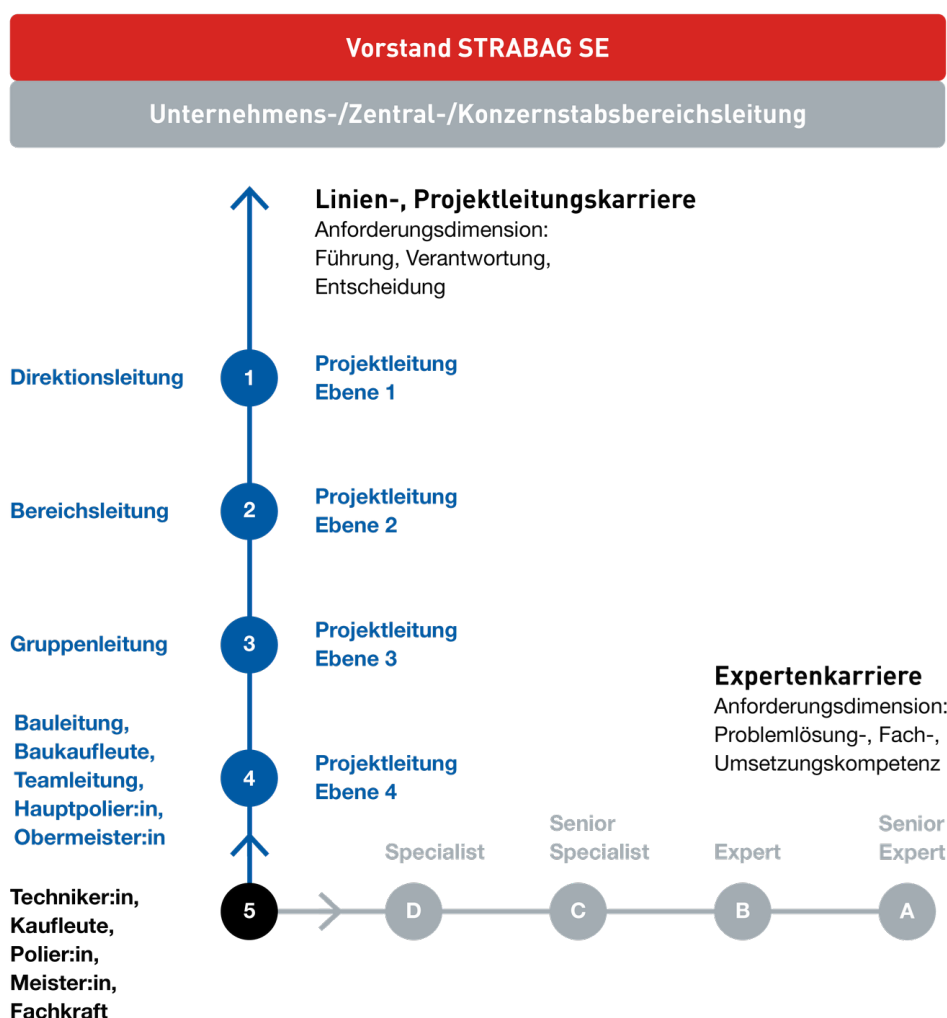 Vorstand STRABAG SE
Unternehmens-/Zentral-/Konzernstabsbereichsleitung
Linien-, Projektleitungskarriere
Anforderungsdimension:
Führung, Verantwortung,
Entscheidung
Direktionsleitung
1
Projektleitung
Ebene 1
Bereichsleitung
2
Projektleitung
Ebene 2
Gruppenleitung
3
Projektleitung
Ebene 3
Bauleitung,
Baukaufleute,
Teamleitung,
Hauptpolier:in,
Obermeister:in
4
Projektleitung
Ebene 4
Expertenkarriere
Anforderungsdimension:
Problemlösung-, Fach-,
Umsetzungskompetenz
Techniker:in,
Kaufleute,
Polier:in,
Meister:in,
Fachkraft
5
Specialist
D
Senior
Specialist
C
Expert
B
Senior
Expert
A